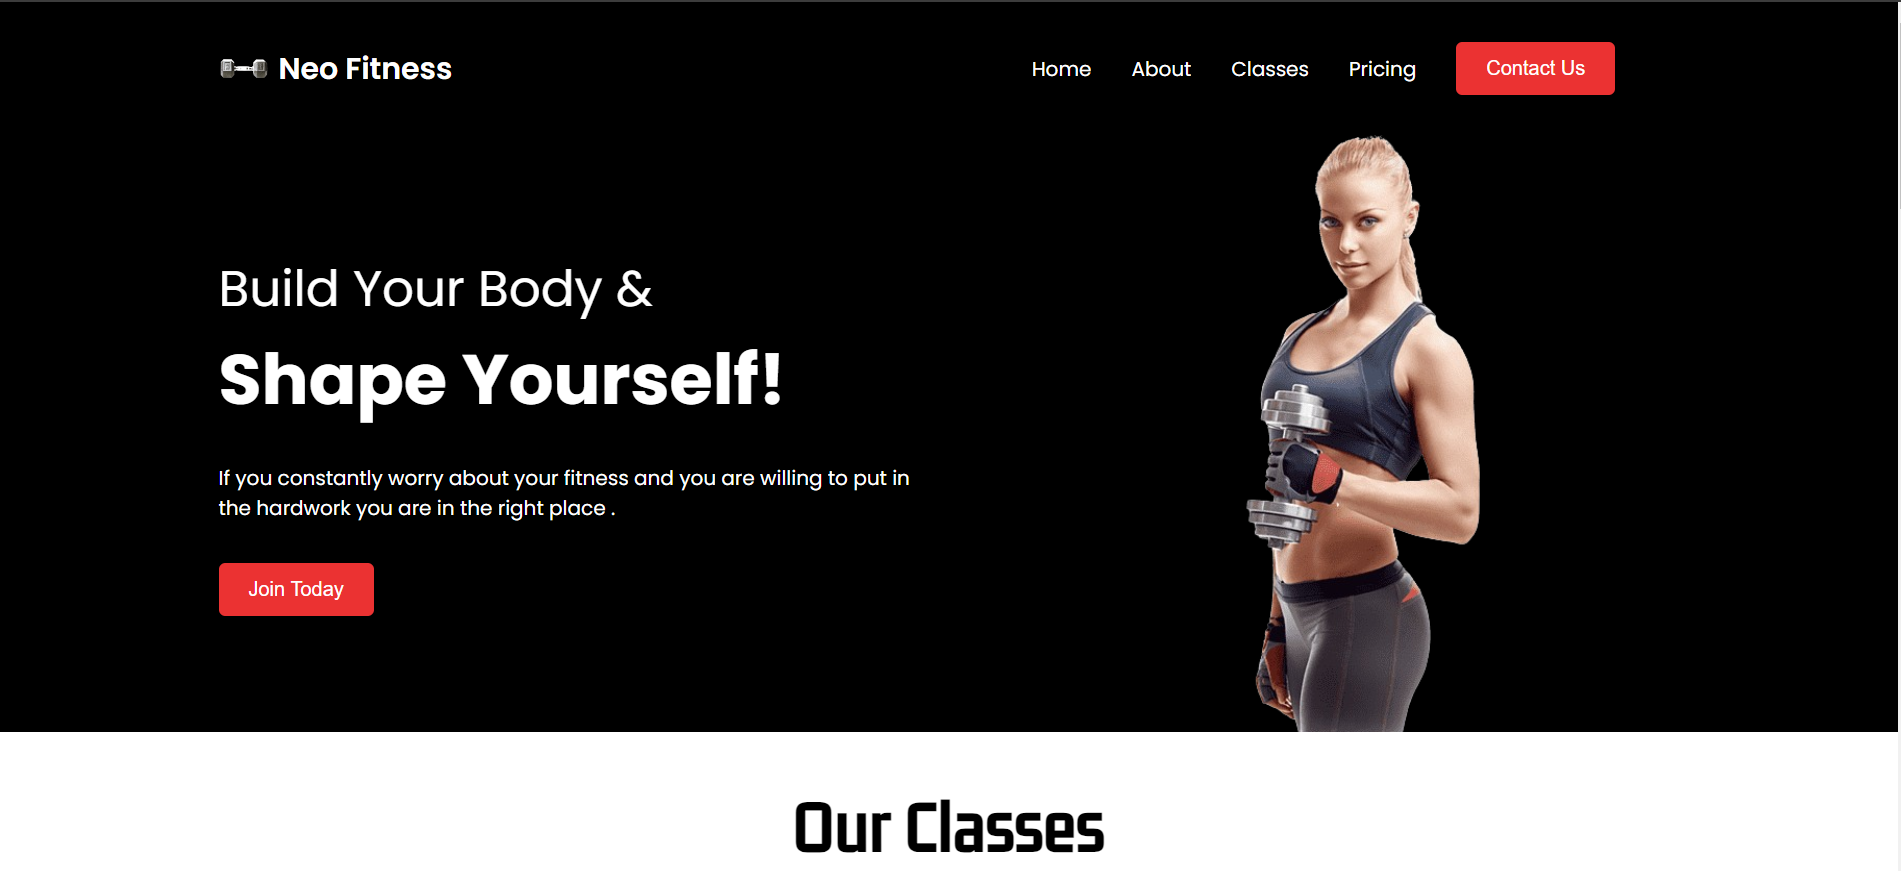 Neo Fitness
Home About Classes Pricing Contact Us
Build Your Body &
Shape Yourself!
If you constantly worry about your fitness and you are willing to put in
the hardwork you are in the right place .
Join Today
Our Classes